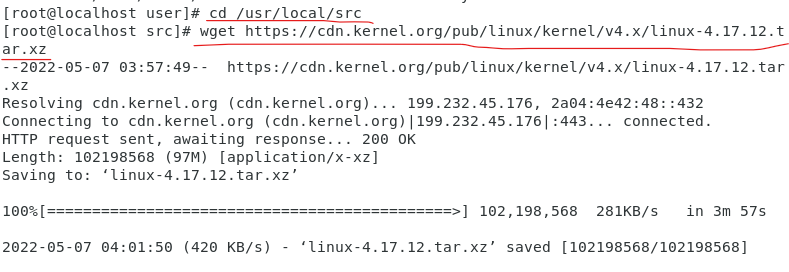 [root@localhost user]# cd /usr/local/src
[root@localhost src]# wget https://cdn.kernel.org/pub/linux/kernel/v4.x/linux-4.17.12.t
ar.xz
--2022-05-07 03:57:49--  https://cdn.kernel.org/pub/linux/kernel/v4.x/linux-4.17.12.tar
.xz
Resolving cdn.kernel.org (cdn.kernel.org)... 199.232.45.176, 2a04:4e42:48::432
Connecting to cdn.kernel.org (cdn.kernel.org)|199.232.45.176|:443... connected.
HTTP request sent, awaiting response... 200 OK
Length: 102198568 (97M) [application/x-xz]
Saving to: ‘linux-4.17.12.tar.xz’
100%[=============================================>] 102,198,568  281KB/s   in 3m 57s
2022-05-07 04:01:50 (420 KB/s) - ‘linux-4.17.12.tar.xz’ saved [102198568/102198568]